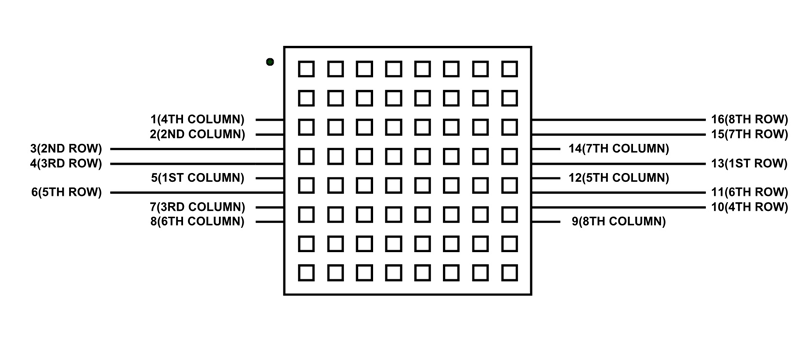 1(4TH COLUMN)
2(2ND COLUMN)
3(2ND ROW)
4(3RD ROW)
5(1ST COLUMN)
6(5TH ROW)
7(3RD COLUMN)
8(6TH COLUMN)
16(8TH ROW)
15(7TH ROW)
14(7TH COLUMN)
13(1ST ROW)
12(5TH COLUMN)
11(6TH ROW)
10(4TH ROW)
9(8TH COLUMN)